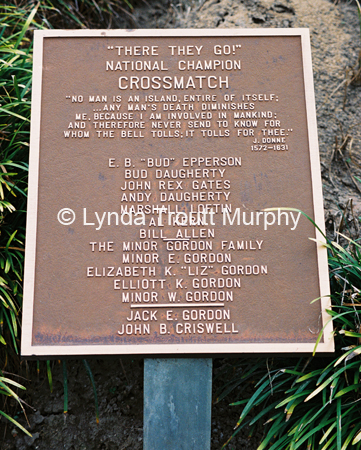 "THERE THEY GO!"
NATIONAL CHAMPION
CROSSMATCH
"NO MAN IS AN ISLAND, ENTIRE OF ITSELF;
...ANY MAN'S DEATH DIMINISHES
ME, BECAUSE I AM INVOLVED IN MANKIND;
AND THEREFORE NEVER SEND TO KNOW FOR
WHOM THE BELL TOLLS; IT TOLLS FOR THEE."
J. DONNE
1572-1631
E. B. "BUD" EPPERSON
BUD DAUGHERTY
JOHN REX GATES
ANDY DAUGHERTY
MARSHALL LOFTIN
© Lynda Truitt Murphy
AL
BILL ALLEN
THE MINOR GORDON FAMILY
MINOR E. GORDON
ELIZABETH K. "LIZ" GORDON
ELLIOTT K. GORDON
MINOR W. GORDON
JACK E. GORDON
JOHN B. CRISWELL